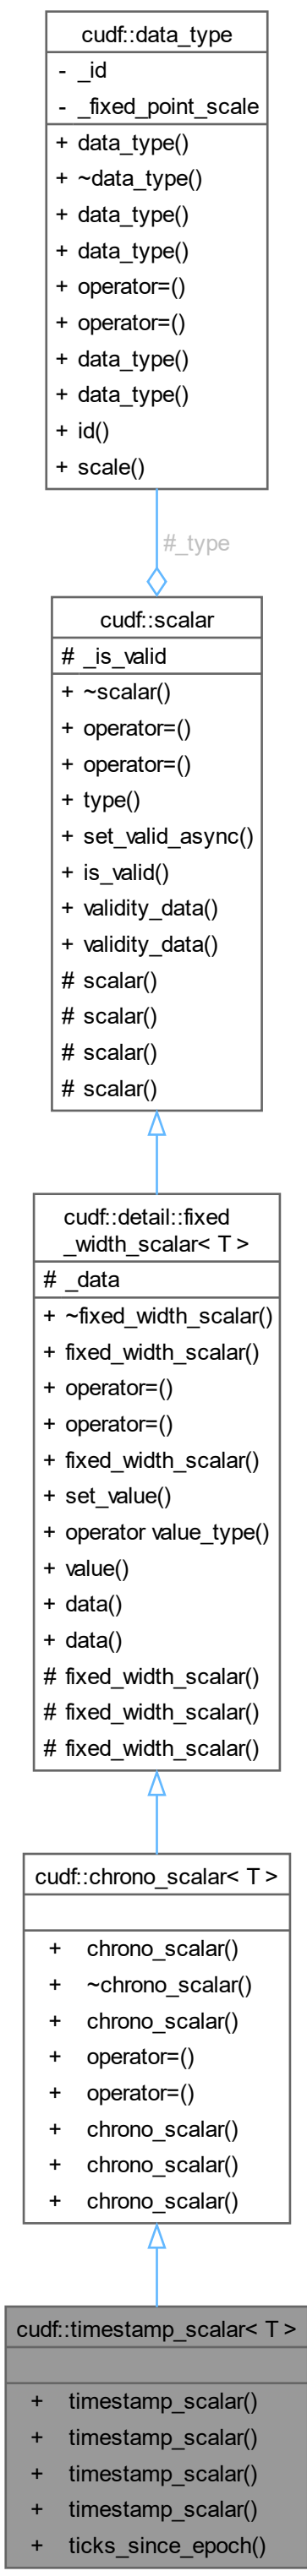 cudf::data_type
- _id
- _fixed_point_scale
+ data_type()
+ ~data_type()
+ data_type()
+ data_type()
+ operator=()
+ operator=()
+ data_type()
+ data_type()
+ id()
+ scale()
#_type
cudf::scalar
# _is_valid
+ ~scalar()
+ operator=()
+ operator=()
+ type()
+ set_valid_async()
+ is_valid()
+ validity_data()
+ validity_data()
# scalar()
# scalar()
# scalar()
# scalar()
cudf::detail::fixed
_width_scalar< T >
# _data
+ ~fixed_width_scalar()
+ fixed_width_scalar()
+ operator=()
+ operator=()
+ fixed_width_scalar()
+ set_value()
+ operator value_type()
+ value()
+ data()
+ data()
# fixed_width_scalar()
# fixed_width_scalar()
# fixed_width_scalar()
cudf::chrono_scalar< T >
+ chrono_scalar()
+ ~chrono_scalar()
+ chrono_scalar()
+ operator=()
+ operator=()
+ chrono_scalar()
+ chrono_scalar()
+ chrono_scalar()
cudf::timestamp_scalar< T >
+ timestamp_scalar()
+ timestamp_scalar()
+ timestamp_scalar()
+ timestamp_scalar()
+ ticks_since_epoch()